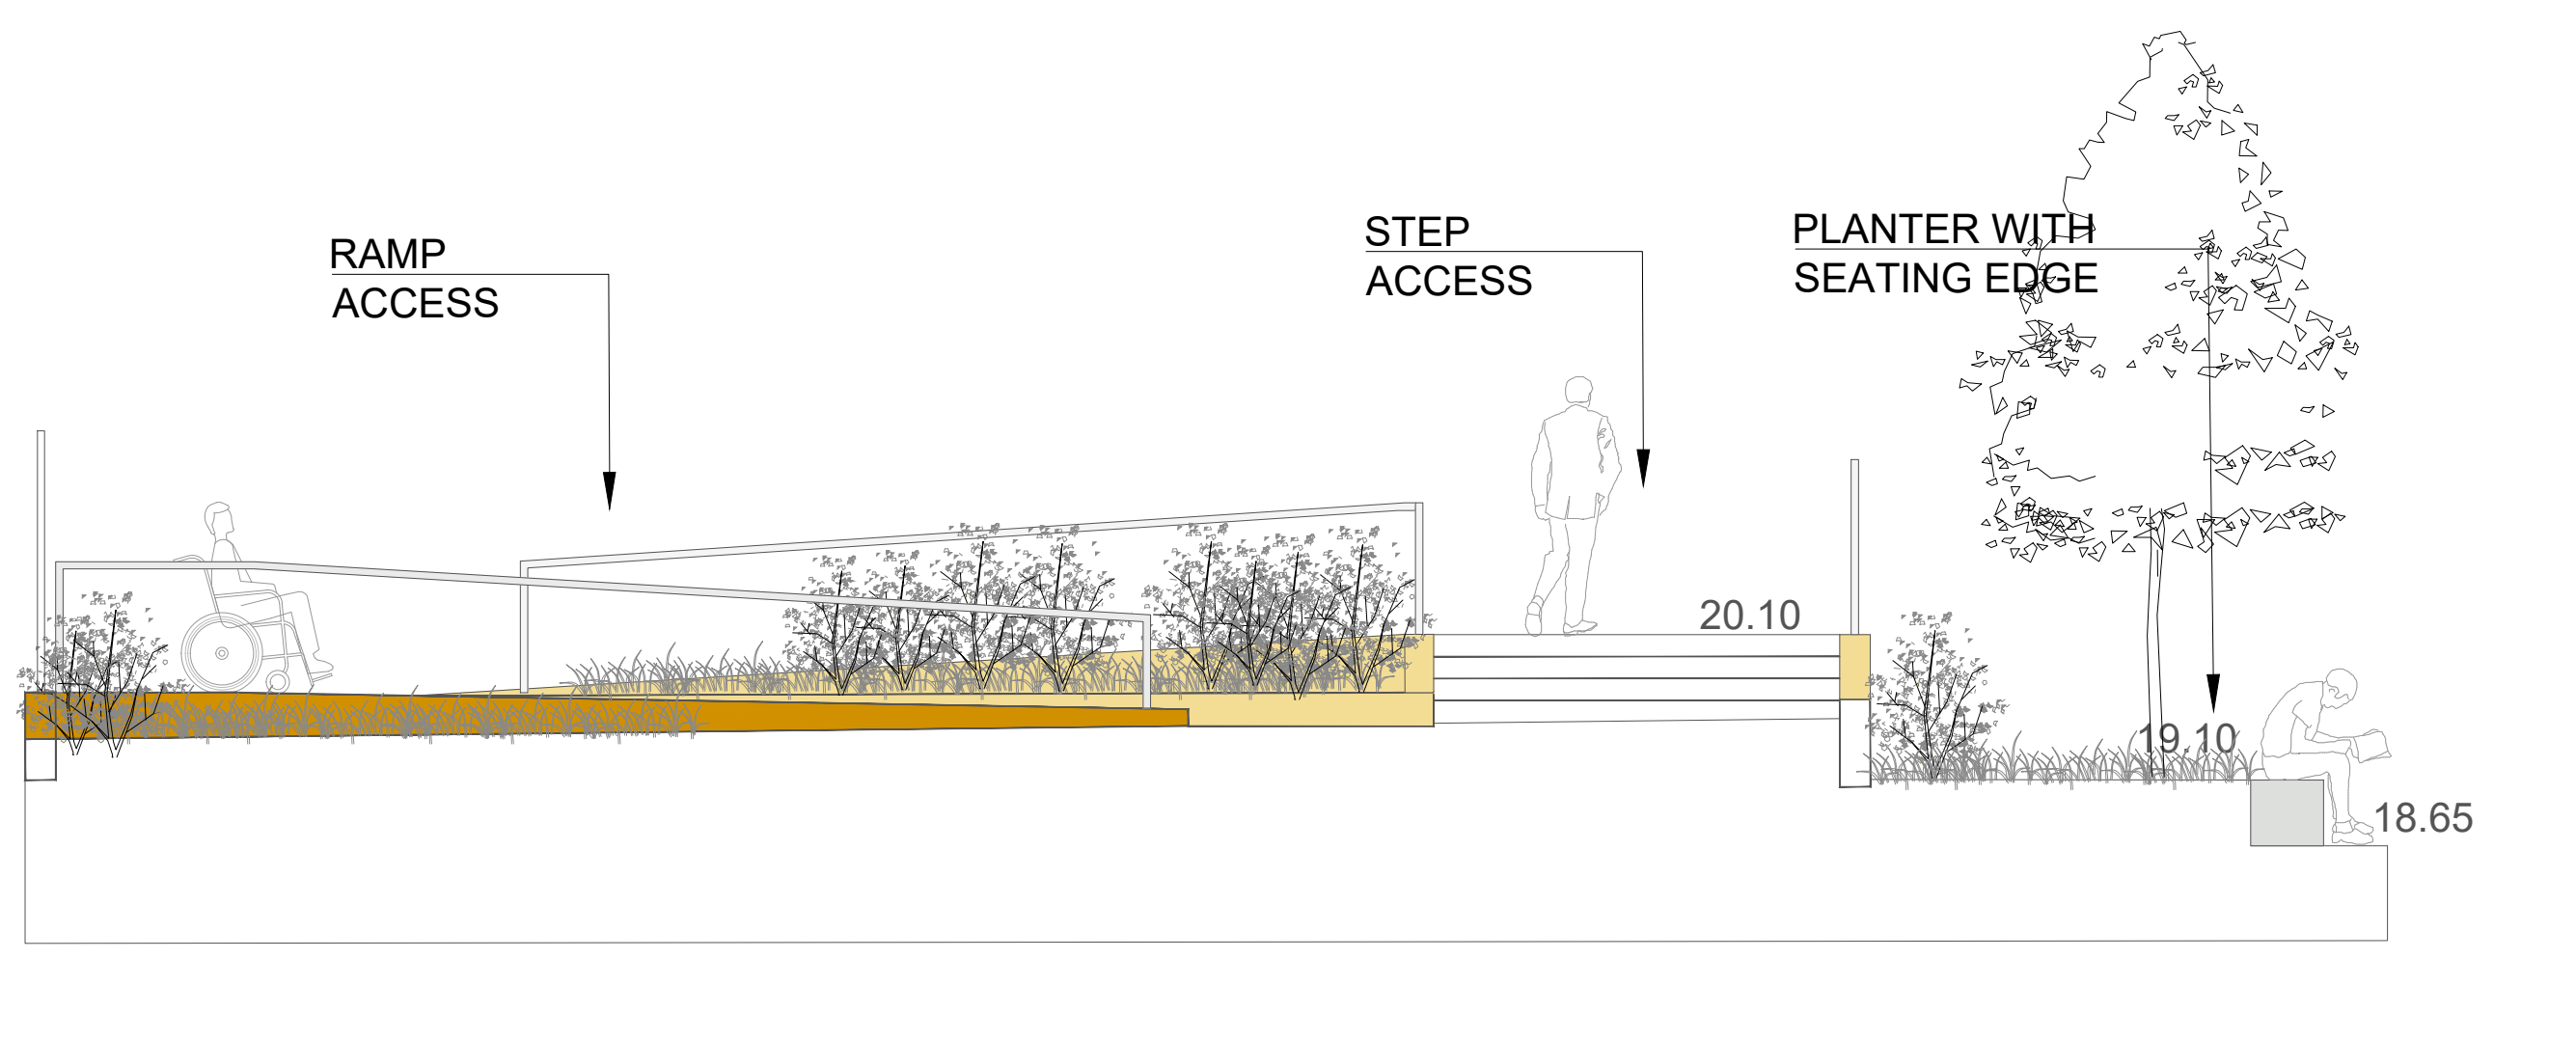 RAMP
ACCESS
STEP
ACCESS
PLANTER WITH
SEATING EDGE
20.10
19.10
18.65